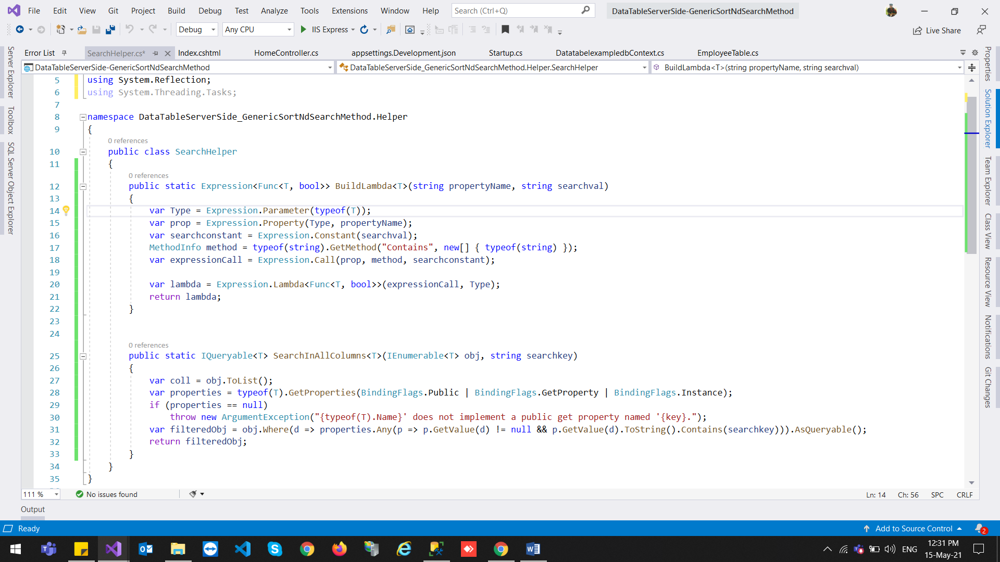 File Edit View Git Project Build Debug Test Analyze Tools Extensions Window Help Search (Ctrl+Q) DataTableServerSide-GenericSortNdSearchMethod
Debug Any CPU IIS Express Live Share
Error List SearchHelper.cs* Index.cshtml HomeController.cs appsettings.Development.json Startup.cs DatatabelexampledbContext.cs EmployeeTable.cs
DataTableServerSide-GenericSortNdSearchMethod DataTableServerSide_GenericSortNdSearchMethod.Helper.SearchHelper BuildLambda<T>(string propertyName, string searchval)
Server Explorer
Toolbox
SQL Server Object Explorer
5 using System.Reflection;
6 using System.Threading.Tasks;
7
8 namespace DataTableServerSide_GenericSortNdSearchMethod.Helper
9 {
0 references
10 public class SearchHelper
11 {
0 references
12 public static Expression<Func<T, bool>> BuildLambda<T>(string propertyName, string searchval)
13 {
14 var Type = Expression.Parameter(typeof(T));
15 var prop = Expression.Property(Type, propertyName);
16 var searchconstant = Expression.Constant(searchval);
17 MethodInfo method = typeof(string).GetMethod("Contains", new[] { typeof(string) });
18 var expressionCall = Expression.Call(prop, method, searchconstant);
19
20 var lambda = Expression.Lambda<Func<T, bool>>(expressionCall, Type);
21 return lambda;
22 }
23
24
0 references
25 public static IQueryable<T> SearchInAllColumns<T>(IEnumerable<T> obj, string searchkey)
26 {
27 var coll = obj.ToList();
28 var properties = typeof(T).GetProperties(BindingFlags.Public | BindingFlags.GetProperty | BindingFlags.Instance);
29 if (properties == null)
30 throw new ArgumentException("{typeof(T).Name}' does not implement a public get property named '{key}.");
31 var filteredObj = obj.Where(d => properties.Any(p => p.GetValue(d) != null && p.GetValue(d).ToString().Contains(searchkey))).AsQueryable();
32 return filteredObj;
33 }
34 }
35 }
Properties
Solution Explorer
Team Explorer
Class View
Resource View
Notifications
Git Changes
111 % No issues found Ln: 14 Ch: 56 SPC CRLF
Output
Ready Add to Source Control 2
ENG 12:31 PM
15-May-21